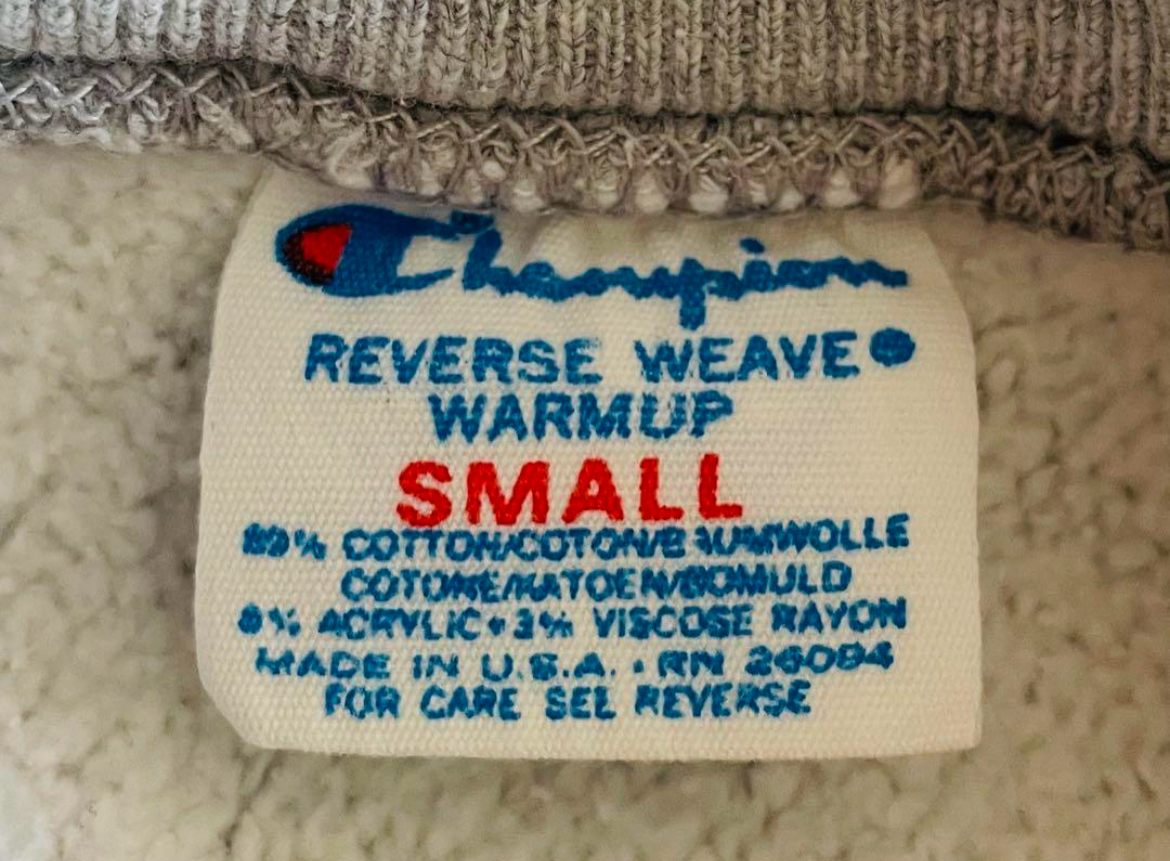 Champion
REVERSE WEAVE®
WARMUP
SMALL
89% COTTON/COTON/BAUMWOLLE
COTONE/KATOEN/BOMULD
8% ACRYLIC • 3% VISCOSE RAYON
MADE IN U.S.A. • RN 26094
FOR CARE SEE REVERSE